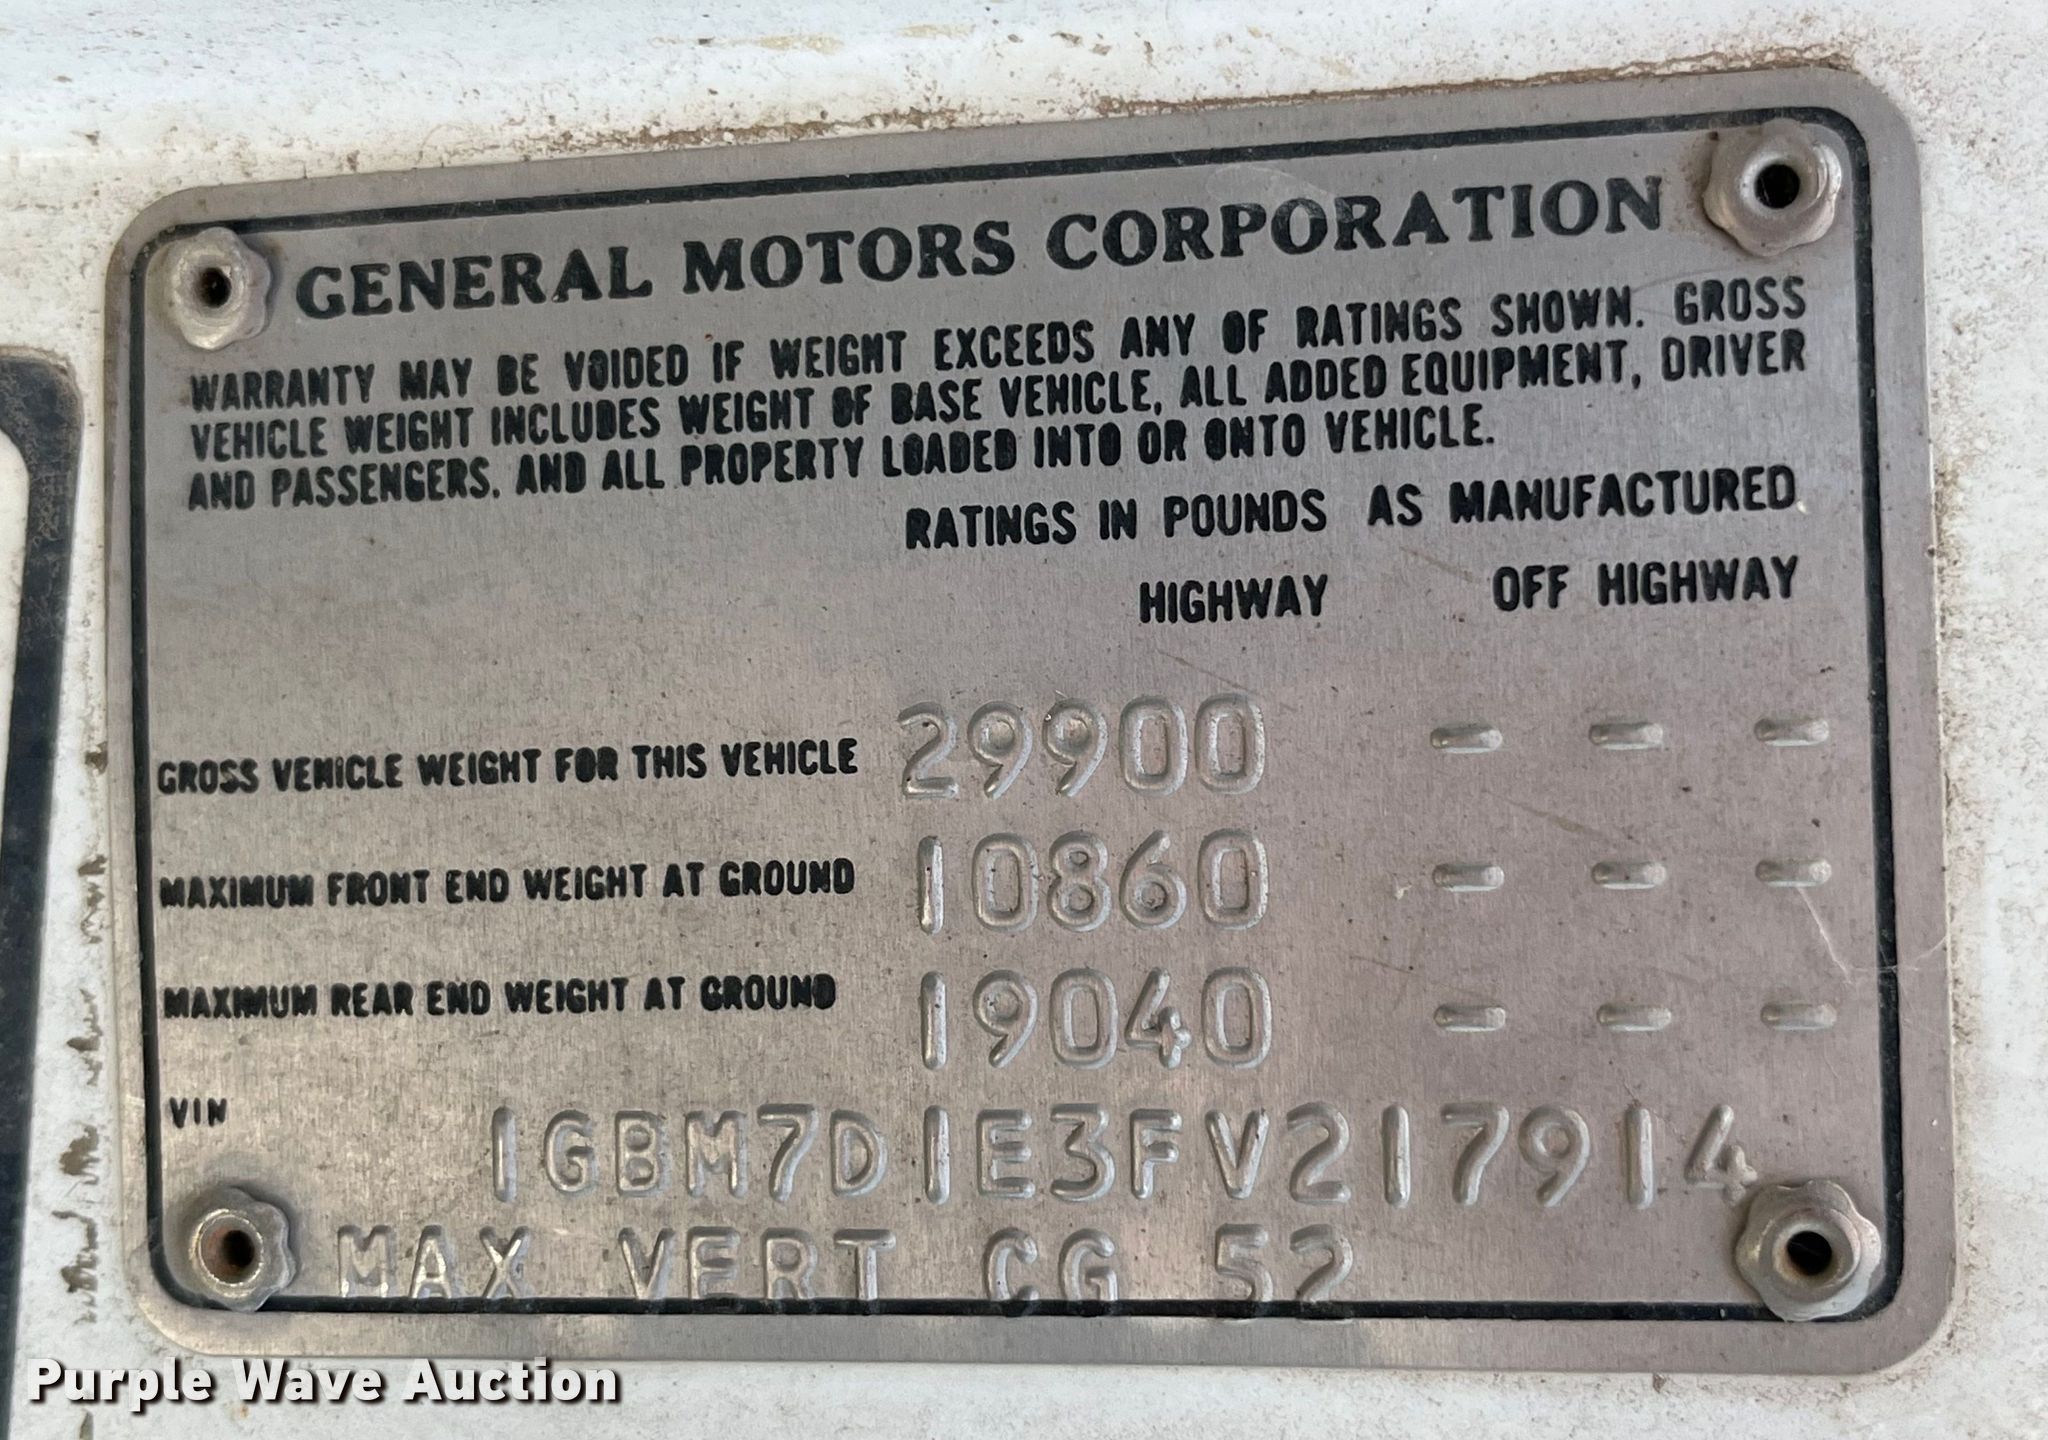 GENERAL MOTORS CORPORATION
WARRANTY MAY BE VOIDED IF WEIGHT EXCEEDS ANY OF RATINGS SHOWN. GROSS
VEHICLE WEIGHT INCLUDES WEIGHT OF BASE VEHICLE, ALL ADDED EQUIPMENT, DRIVER
AND PASSENGERS, AND ALL PROPERTY LOADED INTO OR ONTO VEHICLE.
RATINGS IN POUNDS AS MANUFACTURED
HIGHWAY OFF HIGHWAY
GROSS VEHICLE WEIGHT FOR THIS VEHICLE 29900 - - -
MAXIMUM FRONT END WEIGHT AT GROUND 10860 - - -
MAXIMUM REAR END WEIGHT AT GROUND 19040 - - -
VIN 1GBM7D1E3FV217914
MAX VERT CG 52
Purple Wave Auction